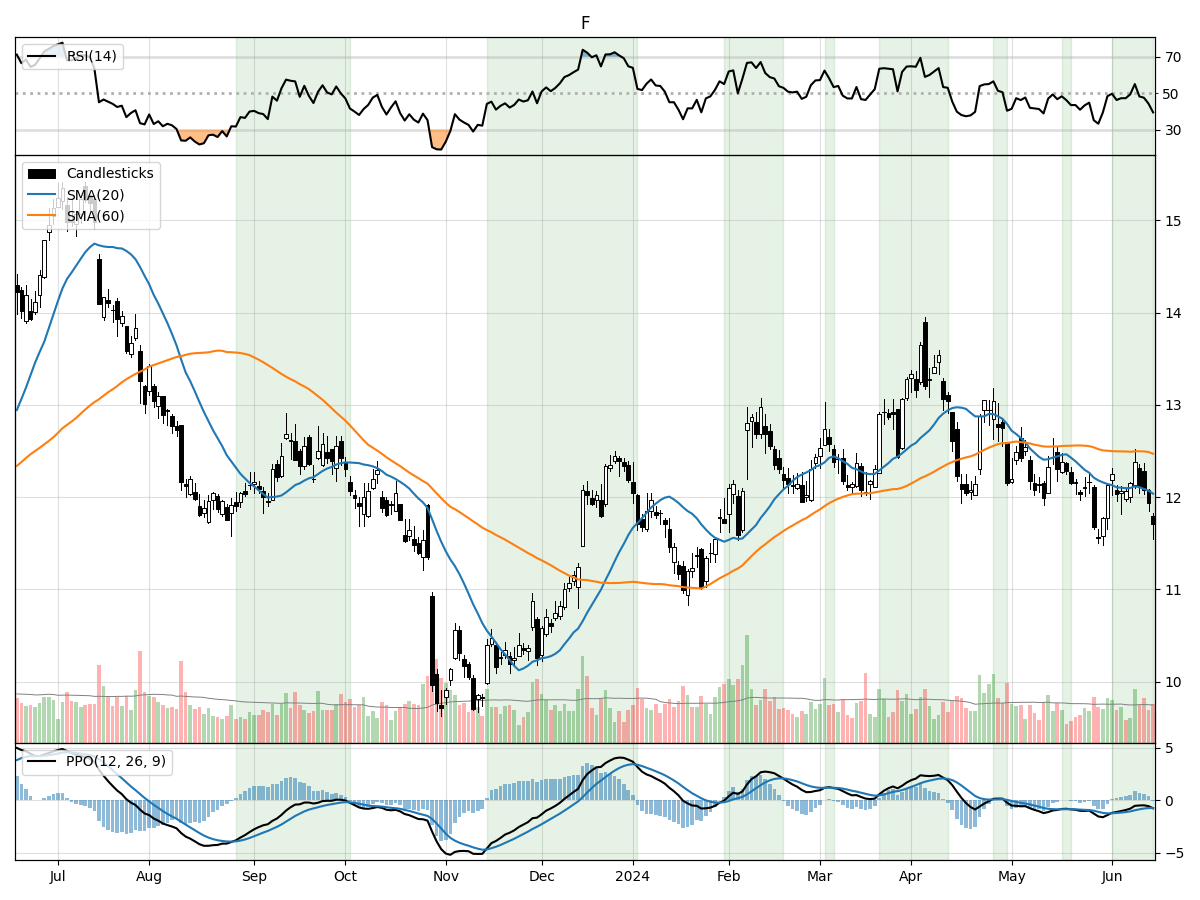 F
RSI(14)
70
50
30
Candlesticks
SMA(20)
SMA(60)
15
14
13
12
11
10
PPO(12, 26, 9)
5
0
−5
Jul Aug Sep Oct Nov Dec 2024 Feb Mar Apr May Jun